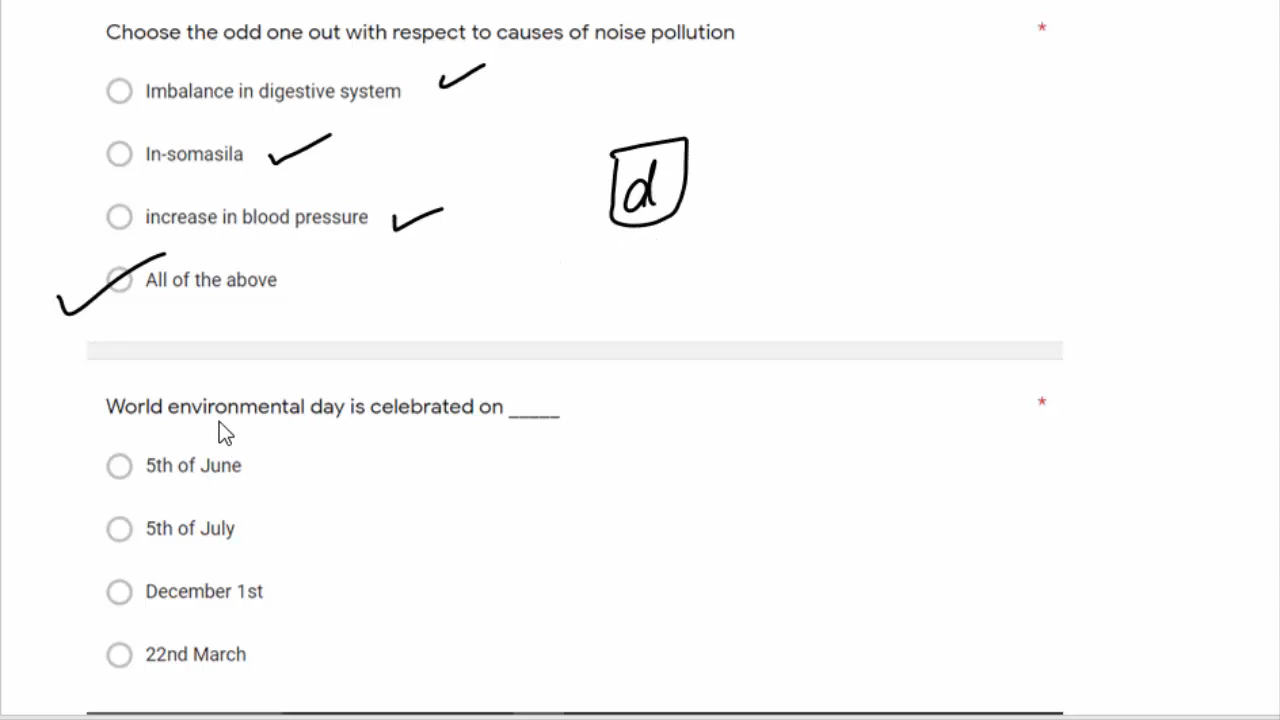 Choose the odd one out with respect to causes of noise pollution *
Imbalance in digestive system
In-somasila
d
increase in blood pressure
All of the above
World environmental day is celebrated on _____ *
5th of June
5th of July
December 1st
22nd March